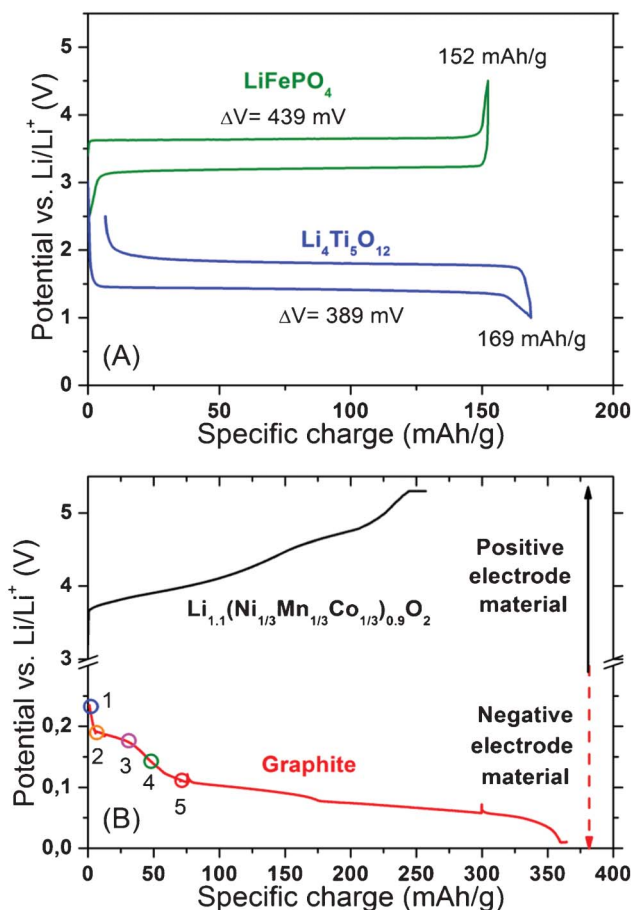 5
4
3
2
1
0
Potential vs. Li/Li⁺ (V)
152 mAh/g
LiFePO₄
ΔV= 439 mV
Li₄Ti₅O₁₂
ΔV= 389 mV
169 mAh/g
(A)
0 50 100 150 200
Specific charge (mAh/g)
5
4
3
0,2
0,1
0,0
Potential vs. Li/Li⁺ (V)
Positive
electrode
material
Li₁.₁(Ni₁/₃Mn₁/₃Co₁/₃)₀.₉O₂
1
2
3
4
5
Graphite
Negative
electrode
material
(B)
0 50 100 150 200 250 300 350 400
Specific charge (mAh/g)